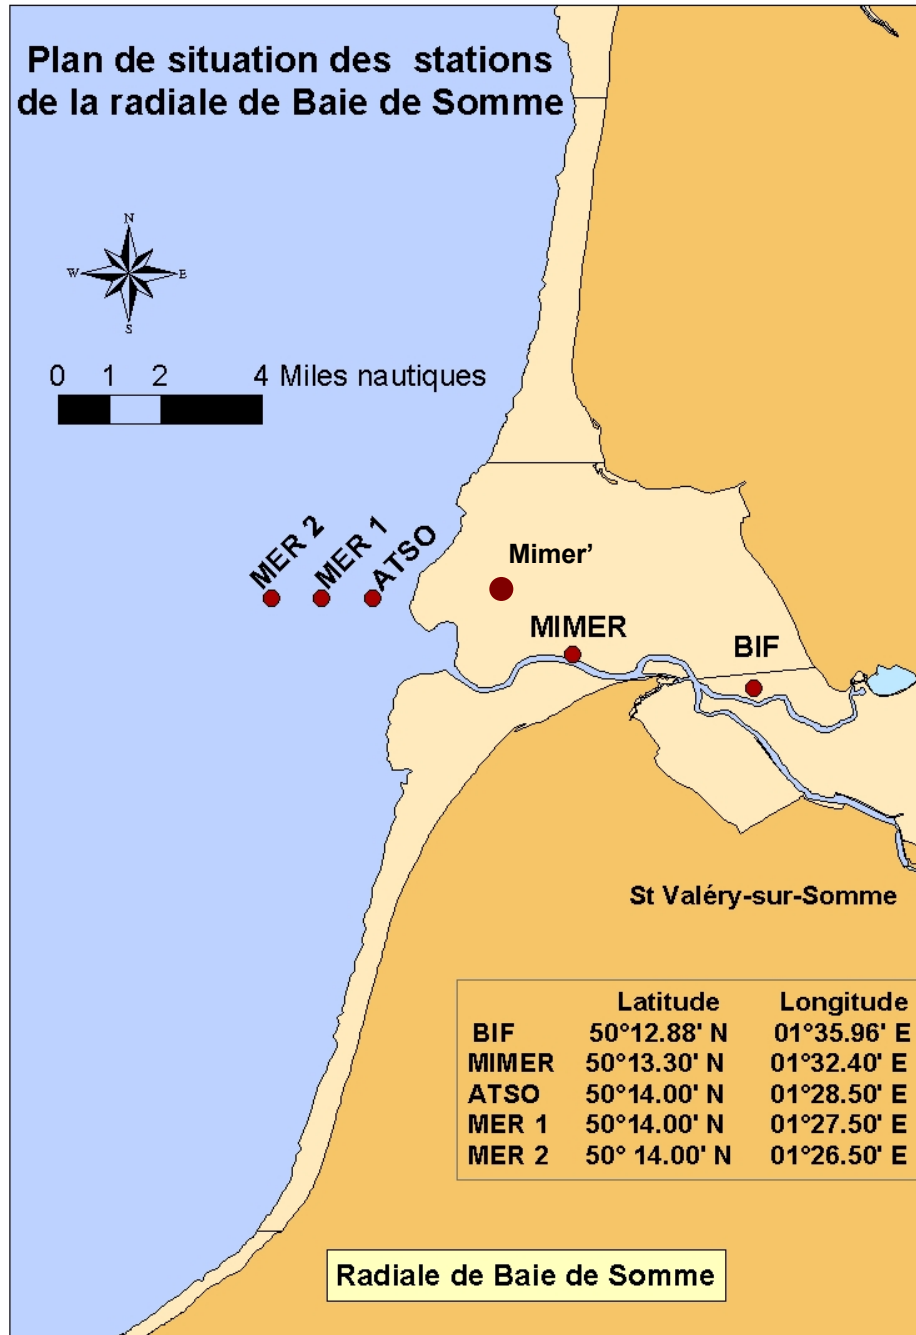 Plan de situation des stations
de la radiale de Baie de Somme
N
W E
S
0 1 2 4 Miles nautiques
MER 2 MER 1 ATSO
Mimer’
MIMER
BIF
St Valéry-sur-Somme
Latitude Longitude
BIF 50°12.88' N 01°35.96' E
MIMER 50°13.30' N 01°32.40' E
ATSO 50°14.00' N 01°28.50' E
MER 1 50°14.00' N 01°27.50' E
MER 2 50° 14.00' N 01°26.50' E
Radiale de Baie de Somme